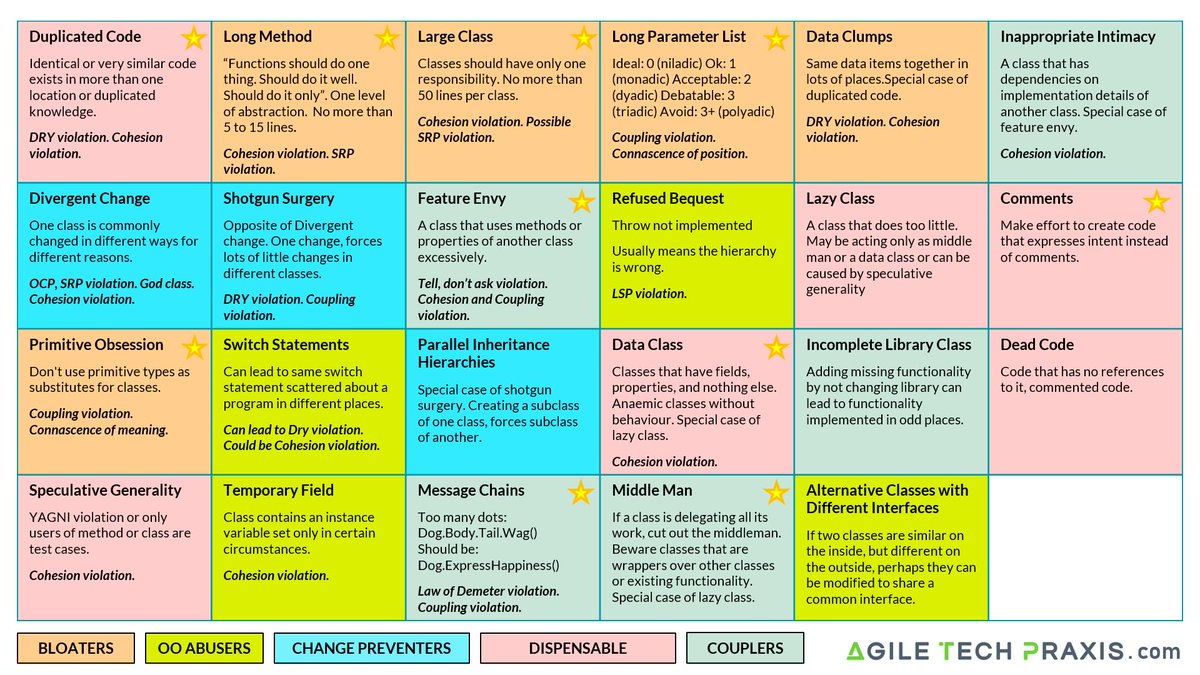 Duplicated Code
Identical or very similar code
exists in more than one
location or duplicated
knowledge.
DRY violation. Cohesion
violation.
Long Method
“Functions should do one
thing. Should do it well.
Should do it only”. One level
of abstraction. No more than
5 to 15 lines.
Cohesion violation. SRP
violation.
Large Class
Classes should have only one
responsibility. No more than
50 lines per class.
Cohesion violation. Possible
SRP violation.
Long Parameter List
Ideal: 0 (niladic) Ok: 1
(monadic) Acceptable: 2
(dyadic) Debatable: 3
(triadic) Avoid: 3+ (polyadic)
Coupling violation.
Connascence of position.
Data Clumps
Same data items together in
lots of places.Special case of
duplicated code.
DRY violation. Cohesion
violation.
Inappropriate Intimacy
A class that has
dependencies on
implementation details of
another class. Special case of
feature envy.
Cohesion violation.
Divergent Change
One class is commonly
changed in different ways for
different reasons.
OCP, SRP violation. God class.
Cohesion violation.
Shotgun Surgery
Opposite of Divergent
change. One change, forces
lots of little changes in
different classes.
DRY violation. Coupling
violation.
Feature Envy
A class that uses methods or
properties of another class
excessively.
Tell, don’t ask violation.
Cohesion and Coupling
violation.
Refused Bequest
Throw not implemented
Usually means the hierarchy
is wrong.
LSP violation.
Lazy Class
A class that does too little.
May be acting only as middle
man or a data class or can be
caused by speculative
generality
Comments
Make effort to create code
that expresses intent instead
of comments.
Primitive Obsession
Don't use primitive types as
substitutes for classes.
Coupling violation.
Connascence of meaning.
Switch Statements
Can lead to same switch
statement scattered about a
program in different places.
Can lead to Dry violation.
Could be Cohesion violation.
Parallel Inheritance
Hierarchies
Special case of shotgun
surgery. Creating a subclass
of one class, forces subclass
of another.
Data Class
Classes that have fields,
properties, and nothing else.
Anaemic classes without
behaviour. Special case of
lazy class.
Cohesion violation.
Incomplete Library Class
Adding missing functionality
by not changing library can
lead to functionality
implemented in odd places.
Dead Code
Code that has no references
to it, commented code.
Speculative Generality
YAGNI violation or only
users of method or class are
test cases.
Cohesion violation.
Temporary Field
Class contains an instance
variable set only in certain
circumstances.
Cohesion violation.
Message Chains
Too many dots:
Dog.Body.Tail.Wag()
Should be:
Dog.ExpressHappiness()
Law of Demeter violation.
Coupling violation.
Middle Man
If a class is delegating all its
work, cut out the middleman.
Beware classes that are
wrappers over other classes
or existing functionality.
Special case of lazy class.
Alternative Classes with
Different Interfaces
If two classes are similar on
the inside, but different on
the outside, perhaps they can
be modified to share a
common interface.
BLOATERS
OO ABUSERS
CHANGE PREVENTERS
DISPENSABLE
COUPLERS
AGILE TECH PRAXIS.com